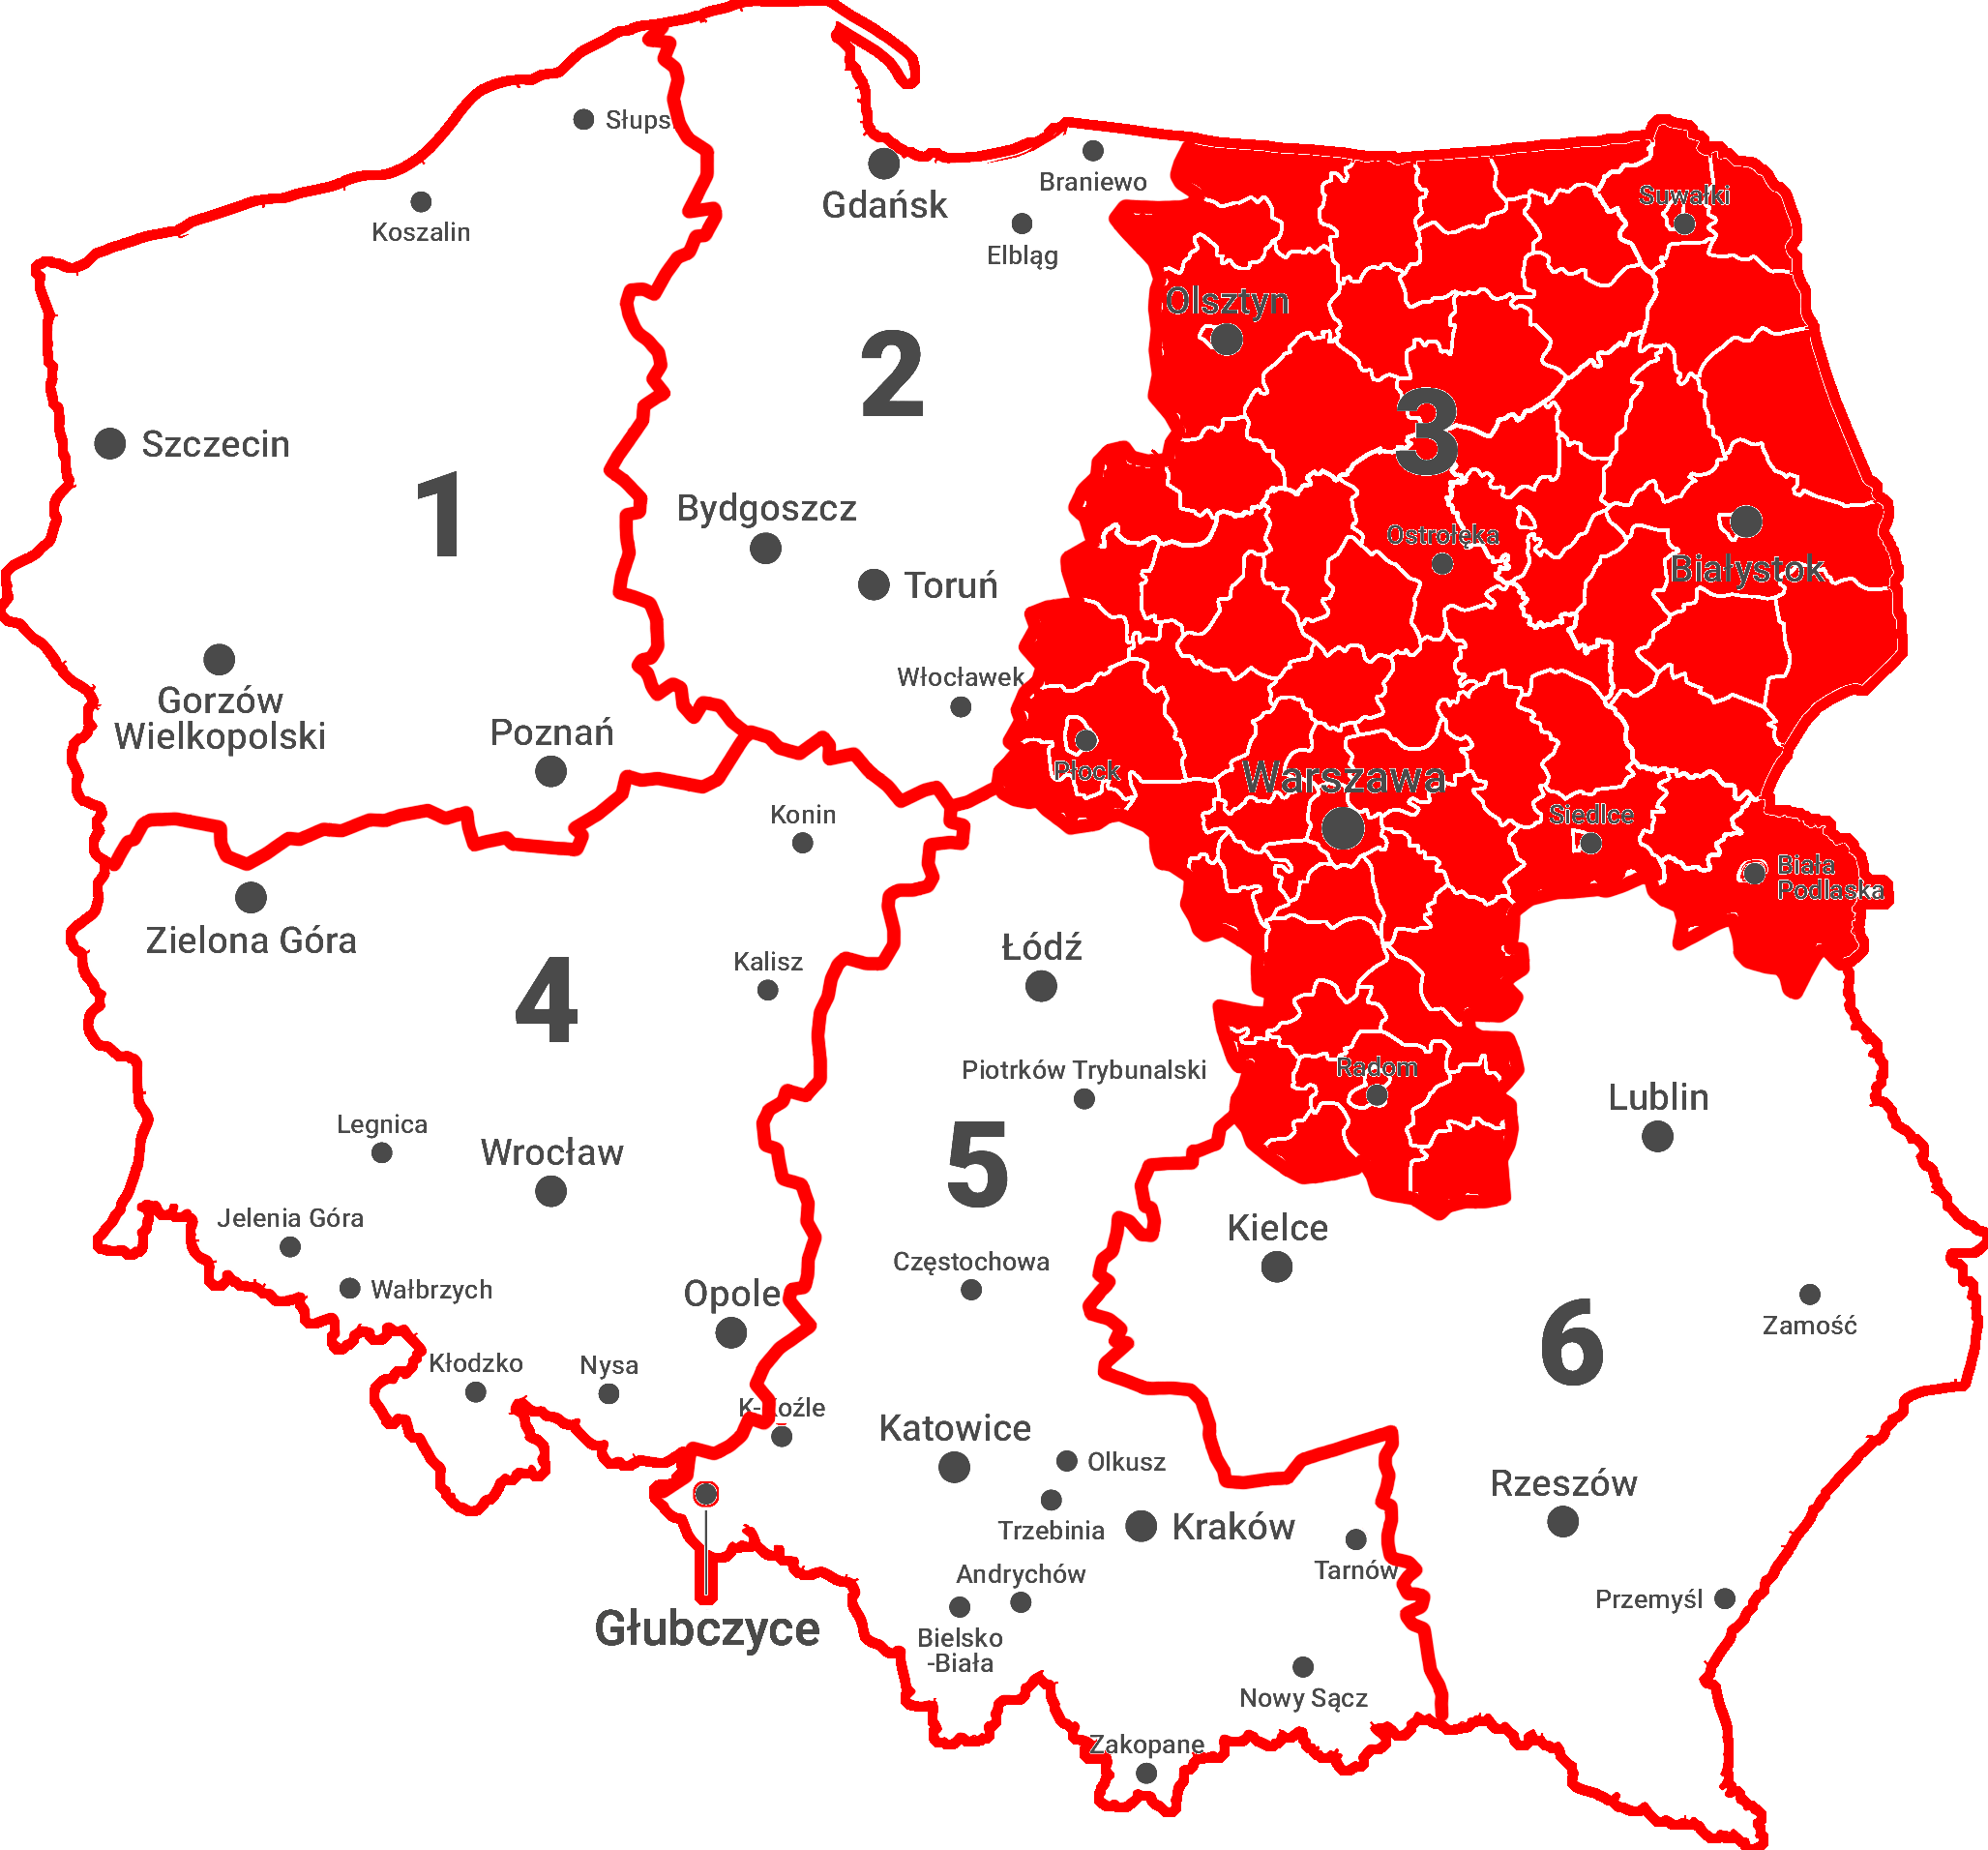 Słups
Braniewo
Gdańsk
Suwałki
Koszalin
Elbląg
Olsztyn
2
3
Szczecin
1
Bydgoszcz
Ostrołęka
Białystok
Toruń
Włocławek
Gorzów
Wielkopolski
Poznań
Płock
Warszawa
Konin
Siedlce
Biała
Podlaska
Zielona Góra
Łódź
Kalisz
4
Piotrków Trybunalski
Radom
Lublin
Legnica
Wrocław
5
Jelenia Góra
Kielce
Częstochowa
Wałbrzych
Opole
Zamość
6
Kłodzko
Nysa
Katowice
Olkusz
Rzeszów
Trzebinia
Kraków
Tarnów
Andrychów
Przemyśl
Głubczyce
Bielsko
-Biała
Nowy Sącz
Zakopane